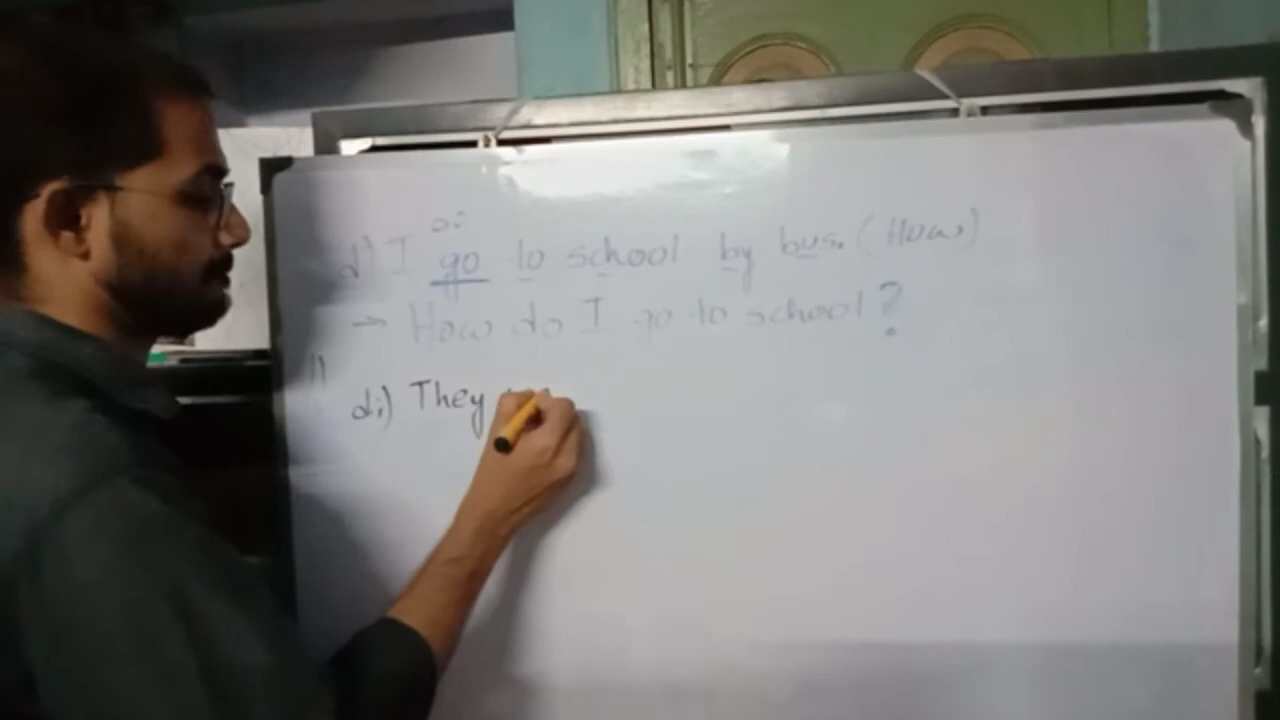 d) I go to school by bus. (How)
→ How do I go to school?
di) They